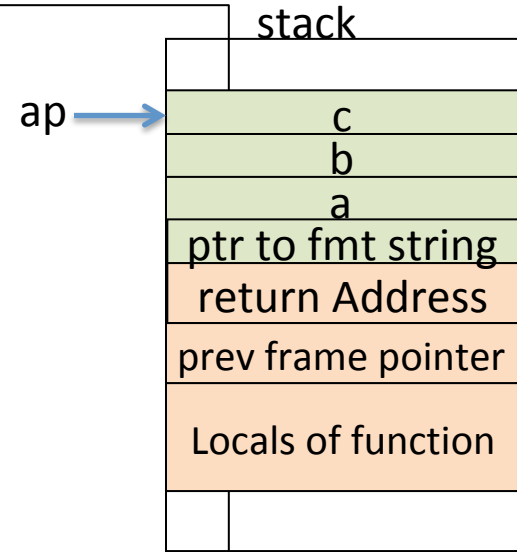 stack
ap
c
b
a
ptr to fmt string
return Address
prev frame pointer
Locals of function